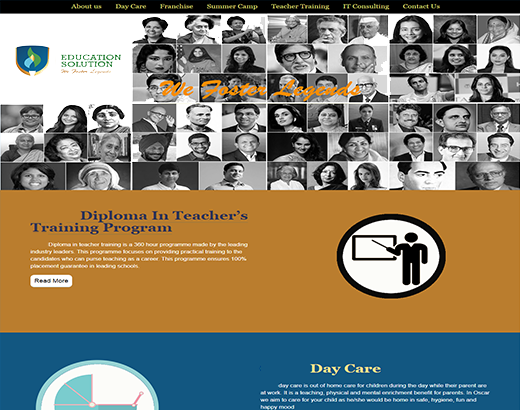 About us Day Care Franchise Summer Camp Teacher Training IT Consulting Contact Us
EDUCATION
SOLUTION
We Foster Legends
We Foster Legends
Diploma In Teacher's
Training Program
Diploma in teacher training is a 360 hour programme made by the leading
industry leaders. This programme focuses on providing practical training to the
candidates who can purse teaching as a career. This programme ensures 100%
placement guarantee in leading schools.
Read More
Day Care
day care is out of home care for children during the day while their parent are
at work. It is a teaching, physical and mental enrichment benefit for parents. In Oscar
we aim to care for your child as he/she would be home in safe, hygiene, fun and
happy mood